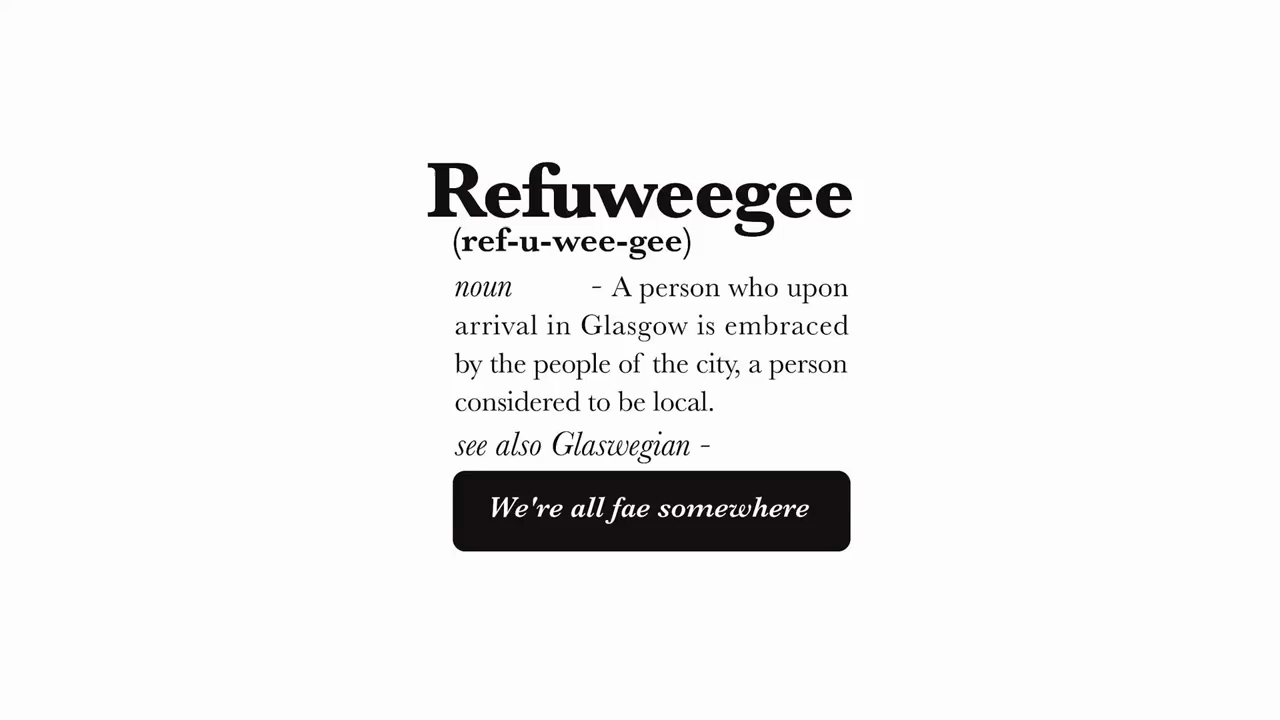 Refuweegee
(ref-u-wee-gee)
noun - A person who upon
arrival in Glasgow is embraced
by the people of the city, a person
considered to be local.
see also Glaswegian -
We're all fae somewhere